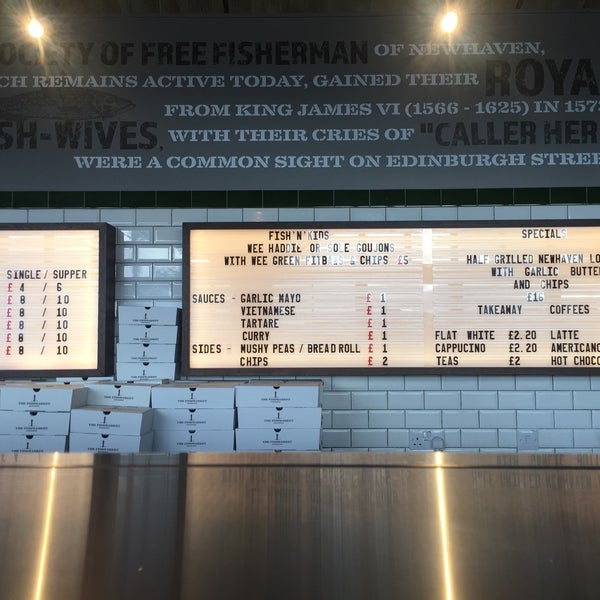 OCIETY OF FREE FISHERMAN OF NEWHAVEN,
CH REMAINS ACTIVE TODAY, GAINED THEIR ROYA
FROM KING JAMES VI (1566 - 1625) IN 157
SH-WIVES, WITH THEIR CRIES OF "CALLER HER
WERE A COMMON SIGHT ON EDINBURGH STREE
SINGLE / SUPPER
£ 4 / 6
£ 8 / 10
£ 8 / 10
£ 8 / 10
£ 8 / 10
£ 8 / 10
FISH'N'KIDS
WEE HADDIE OR SOLE GOUJONS
WITH WEE GREEN FITBA'S & CHIPS £5
SAUCES - GARLIC MAYO £ 1
VIETNAMESE £ 1
TARTARE £ 1
CURRY £ 1
SIDES - MUSHY PEAS / BREAD ROLL £ 1
CHIPS £ 2
SPECIALS
HALF GRILLED NEWHAVEN LO
WITH GARLIC BUTTE
AND CHIPS
£16
TAKEAWAY COFFEES
FLAT WHITE £2.20 LATTE
CAPPUCINO £2.20 AMERICANO
TEAS £2 HOT CHOC
THE FISHMARKET